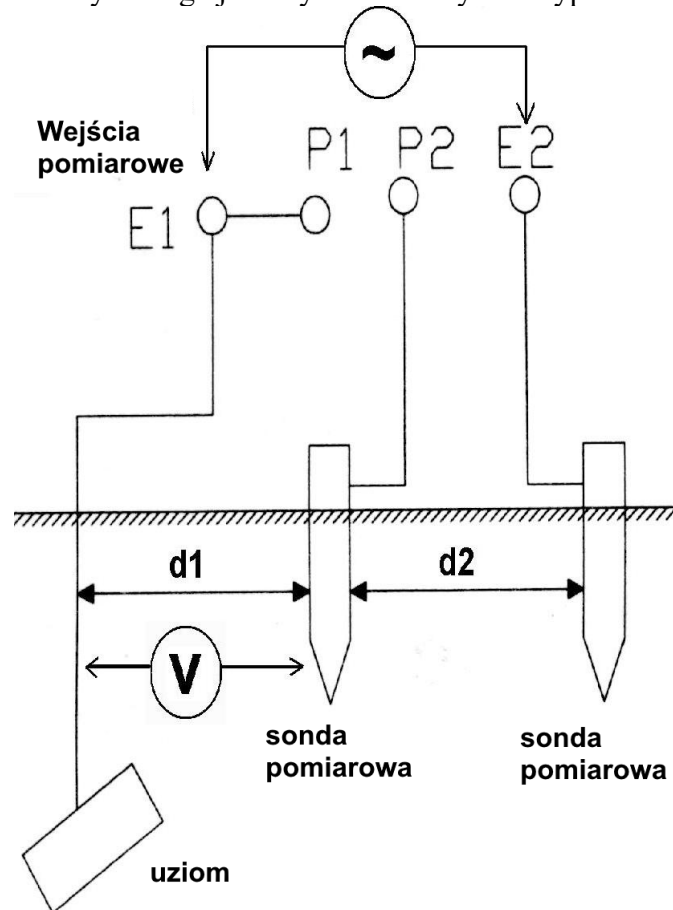 ~
Wejścia
pomiarowe
P1 P2 E2
E1
d1 d2
V
sonda
pomiarowa
sonda
pomiarowa
uziom